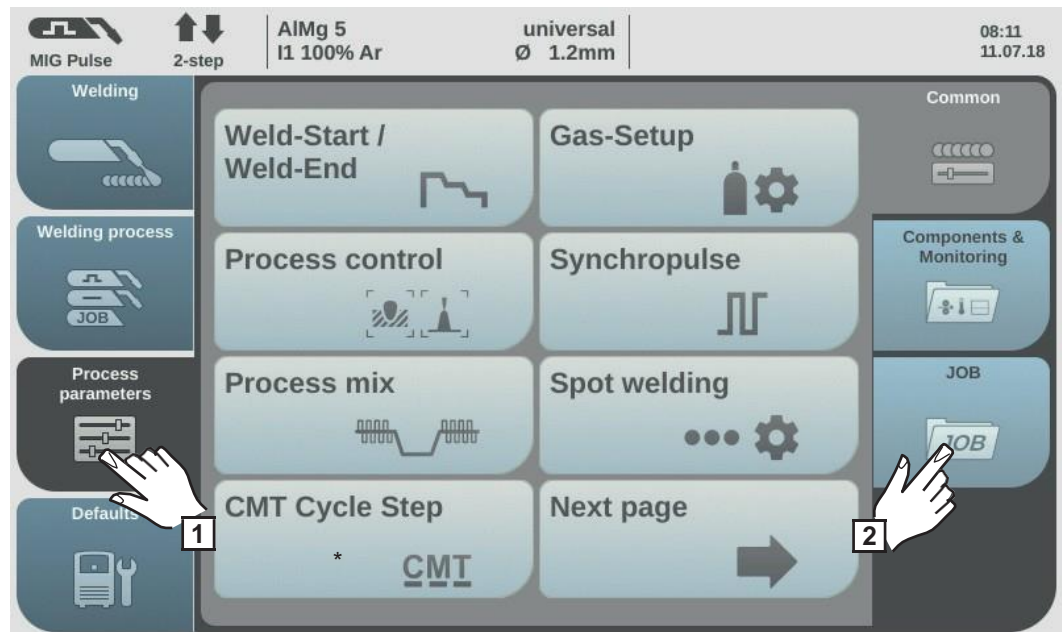 MIG Pulse
2-step
AlMg 5
I1 100% Ar
universal
Ø 1.2mm
08:11
11.07.18
Welding
Welding process
JOB
Process
parameters
Defaults
Weld-Start /
Weld-End
Gas-Setup
Process control
Synchropulse
Process mix
Spot welding
CMT Cycle Step
* CMT
Next page
Common
Components &
Monitoring
JOB
JOB
1
2